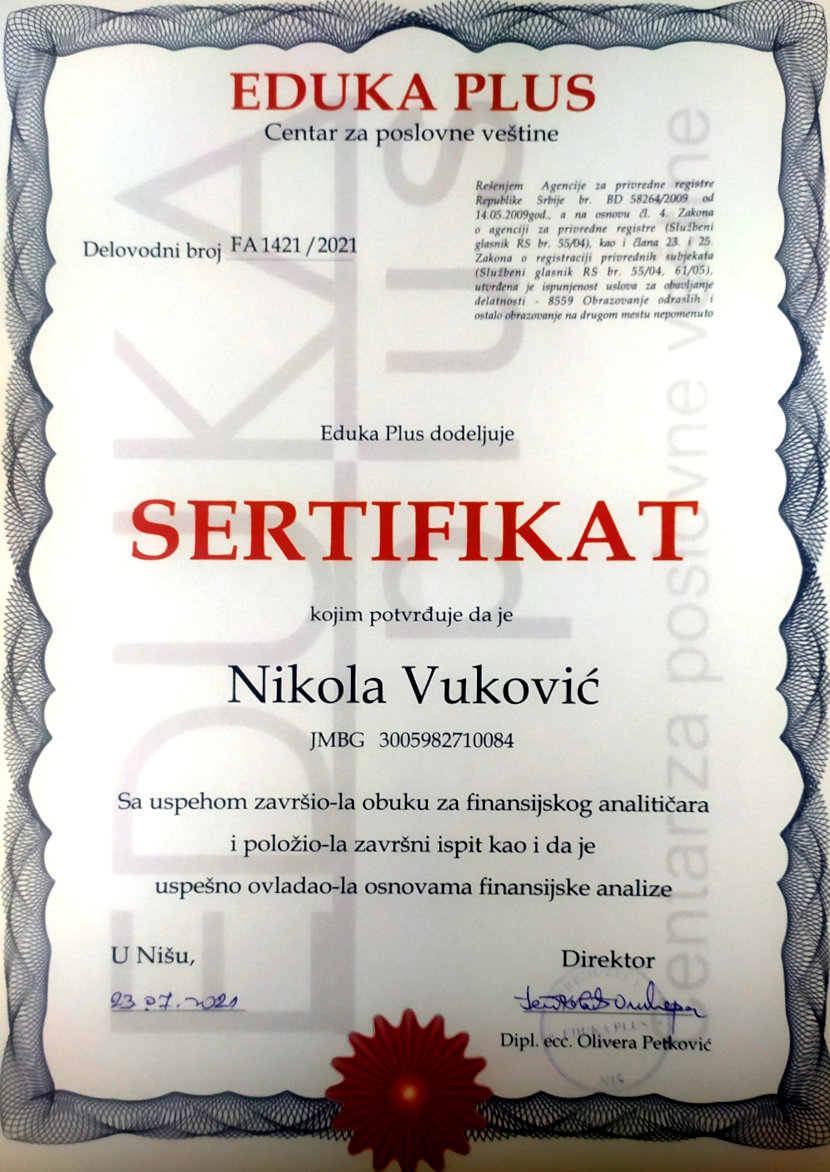 EDUKA PLUS
Centar za poslovne veštine
Rešenjem Agencije za privredne registre
Republike Srbije br. BD 58264/2009 od
14.05.2009god., a na osnovu čl. 4. Zakona
o agenciji za privredne registre (Službeni
glasnik RS br. 55/04), kao i člana 23. i 25.
Zakona o registraciji privrednih subjekata
(Službeni glasnik RS br. 55/04, 61/05),
utvrđena je ispunjenost uslova za obavljanje
delatnosti - 8559 Obrazovanje odraslih i
ostalo obrazovanje na drugom mestu nepomenuto
Delovodni broj FA 1421 / 2021
Eduka Plus dodeljuje
SERTIFIKAT
kojim potvrđuje da je
Nikola Vuković
JMBG 3005982710084
Sa uspehom završio-la obuku za finansijskog analitičara
i položio-la završni ispit kao i da je
uspešno ovladao-la osnovama finansijske analize
U Nišu,
23.07.2021
Direktor
Dipl. ecc. Olivera Petković
EDUKA PLUS
NIŠ
EDUKA
plus
centar za poslovne veštine